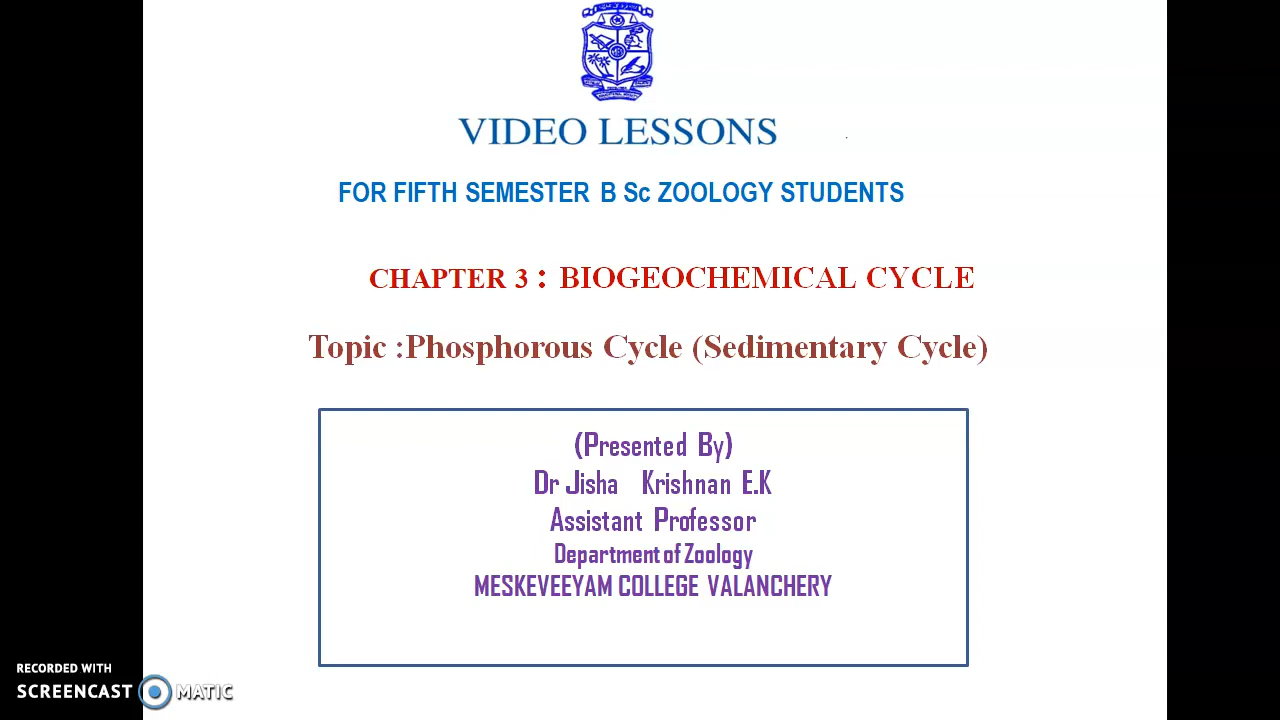 VIDEO LESSONS
FOR FIFTH SEMESTER B Sc ZOOLOGY STUDENTS
CHAPTER 3 : BIOGEOCHEMICAL CYCLE
Topic :Phosphorous Cycle (Sedimentary Cycle)
(Presented By)
Dr Jisha Krishnan E.K
Assistant Professor
Department of Zoology
MESKEVEEYAM COLLEGE VALANCHERY
RECORDED WITH
SCREENCAST MATIC